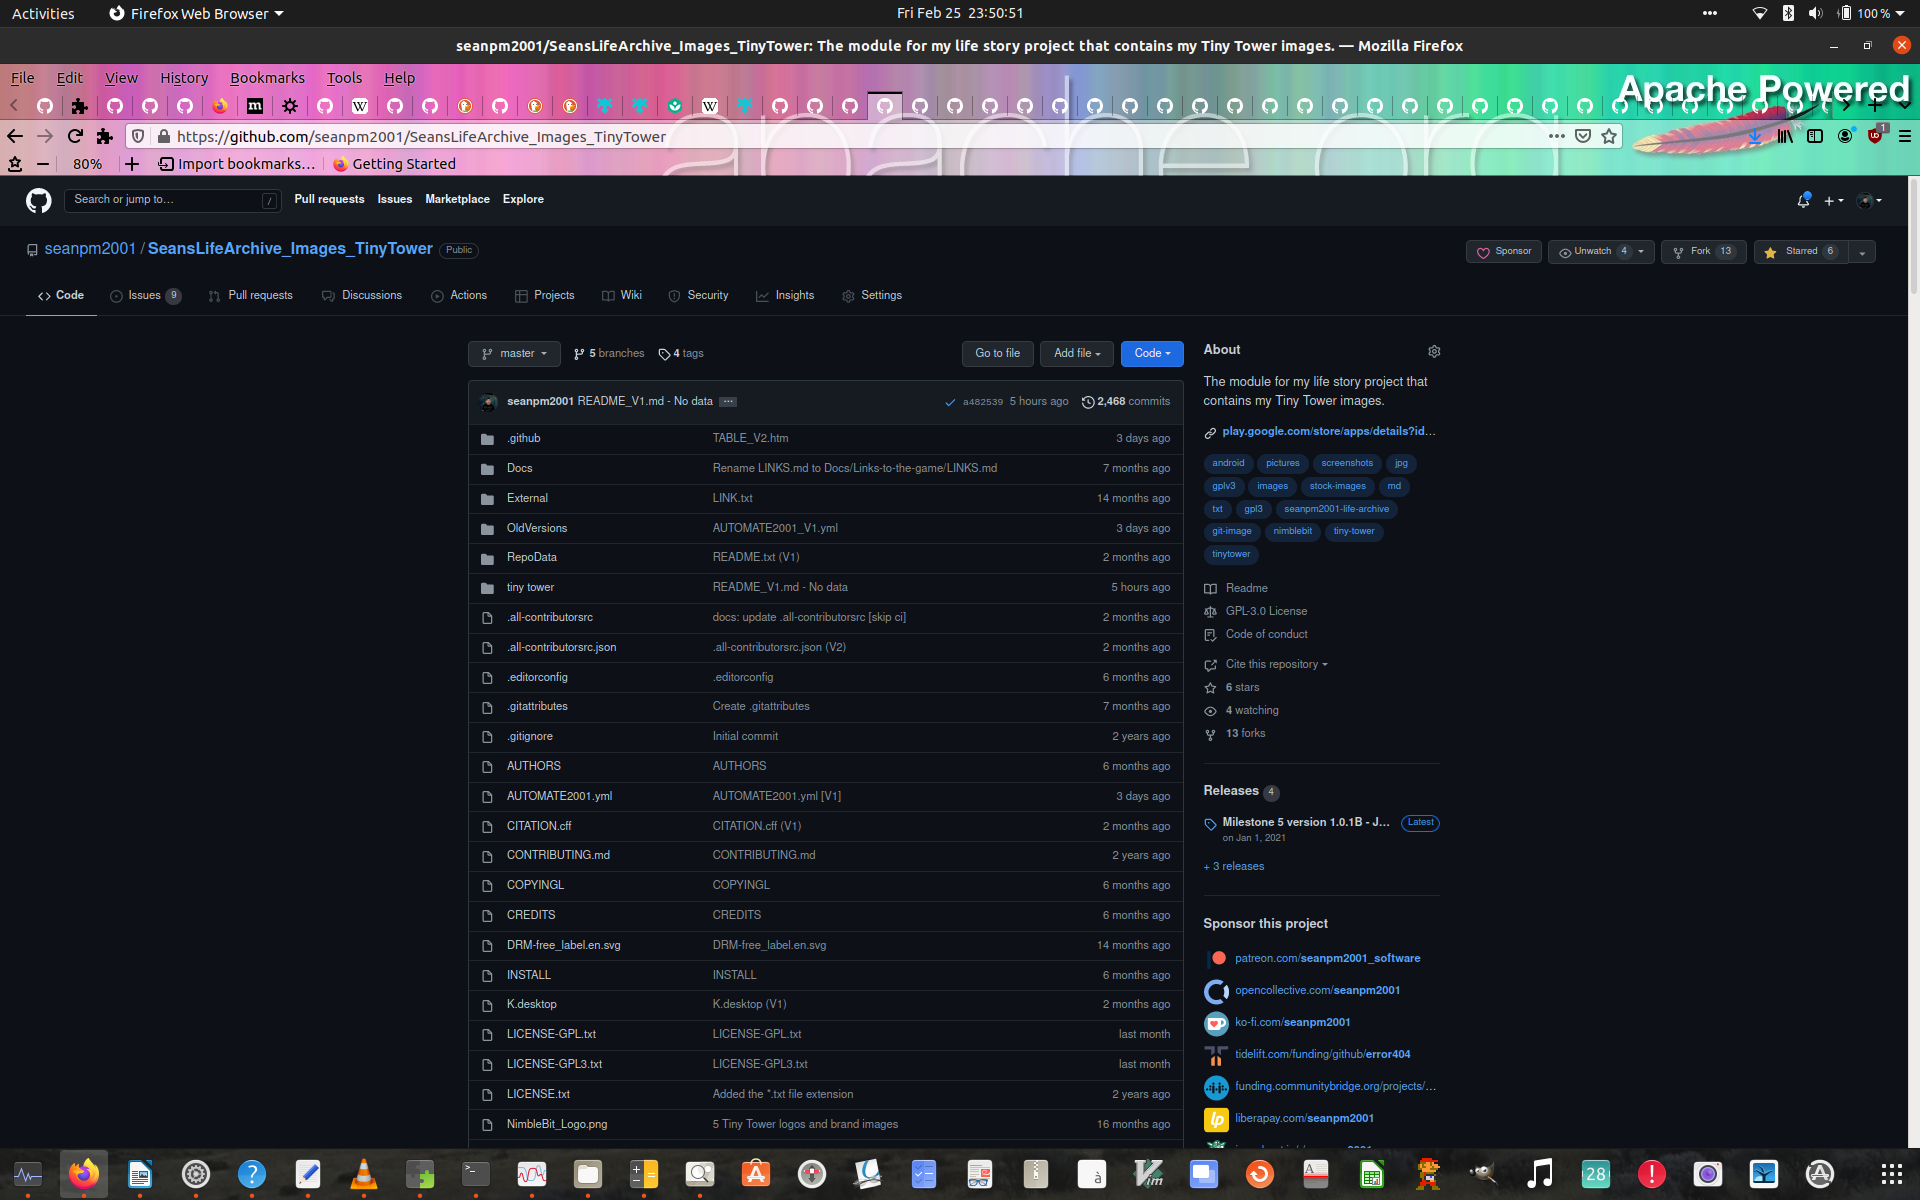 Activities Firefox Web Browser Fri Feb 25 23:50:51 100 %
seanpm2001/SeansLifeArchive_Images_TinyTower: The module for my life story project that contains my Tiny Tower images. — Mozilla Firefox
File Edit View History Bookmarks Tools Help
Apache Powered
https://github.com/seanpm2001/SeansLifeArchive_Images_TinyTower
apache.org
80% Import bookmarks... Getting Started
Search or jump to... / Pull requests Issues Marketplace Explore
seanpm2001 / SeansLifeArchive_Images_TinyTower Public
Sponsor Unwatch 4 Fork 13 Starred 6
Code Issues 9 Pull requests Discussions Actions Projects Wiki Security Insights Settings
master 5 branches 4 tags Go to file Add file Code
seanpm2001 README_V1.md - No data ... a482539 5 hours ago 2,468 commits
.github TABLE_V2.htm 3 days ago
Docs Rename LINKS.md to Docs/Links-to-the-game/LINKS.md 7 months ago
External LINK.txt 14 months ago
OldVersions AUTOMATE2001_V1.yml 3 days ago
RepoData README.txt (V1) 2 months ago
tiny tower README_V1.md - No data 5 hours ago
.all-contributorsrc docs: update .all-contributorsrc [skip ci] 2 months ago
.all-contributorsrc.json .all-contributorsrc.json (V2) 2 months ago
.editorconfig .editorconfig 6 months ago
.gitattributes Create .gitattributes 7 months ago
.gitignore Initial commit 2 years ago
AUTHORS AUTHORS 6 months ago
AUTOMATE2001.yml AUTOMATE2001.yml [V1] 3 days ago
CITATION.cff CITATION.cff (V1) 2 months ago
CONTRIBUTING.md CONTRIBUTING.md 2 years ago
COPYINGL COPYINGL 6 months ago
CREDITS CREDITS 6 months ago
DRM-free_label.en.svg DRM-free_label.en.svg 14 months ago
INSTALL INSTALL 6 months ago
K.desktop K.desktop (V1) 2 months ago
LICENSE-GPL.txt LICENSE-GPL.txt last month
LICENSE-GPL3.txt LICENSE-GPL3.txt last month
LICENSE.txt Added the *.txt file extension 2 years ago
NimbleBit_Logo.png 5 Tiny Tower logos and brand images 16 months ago
About
The module for my life story project that
contains my Tiny Tower images.
play.google.com/store/apps/details?id...
android pictures screenshots jpg
gplv3 images stock-images md
txt gpl3 seanpm2001-life-archive
git-image nimblebit tiny-tower
tinytower
Readme
GPL-3.0 License
Code of conduct
Cite this repository
6 stars
4 watching
13 forks
Releases 4
Milestone 5 version 1.0.1B - J... Latest
on Jan 1, 2021
+ 3 releases
Sponsor this project
patreon.com/seanpm2001_software
opencollective.com/seanpm2001
ko-fi.com/seanpm2001
tidelift.com/funding/github/error404
funding.communitybridge.org/projects/...
liberapay.com/seanpm2001
28